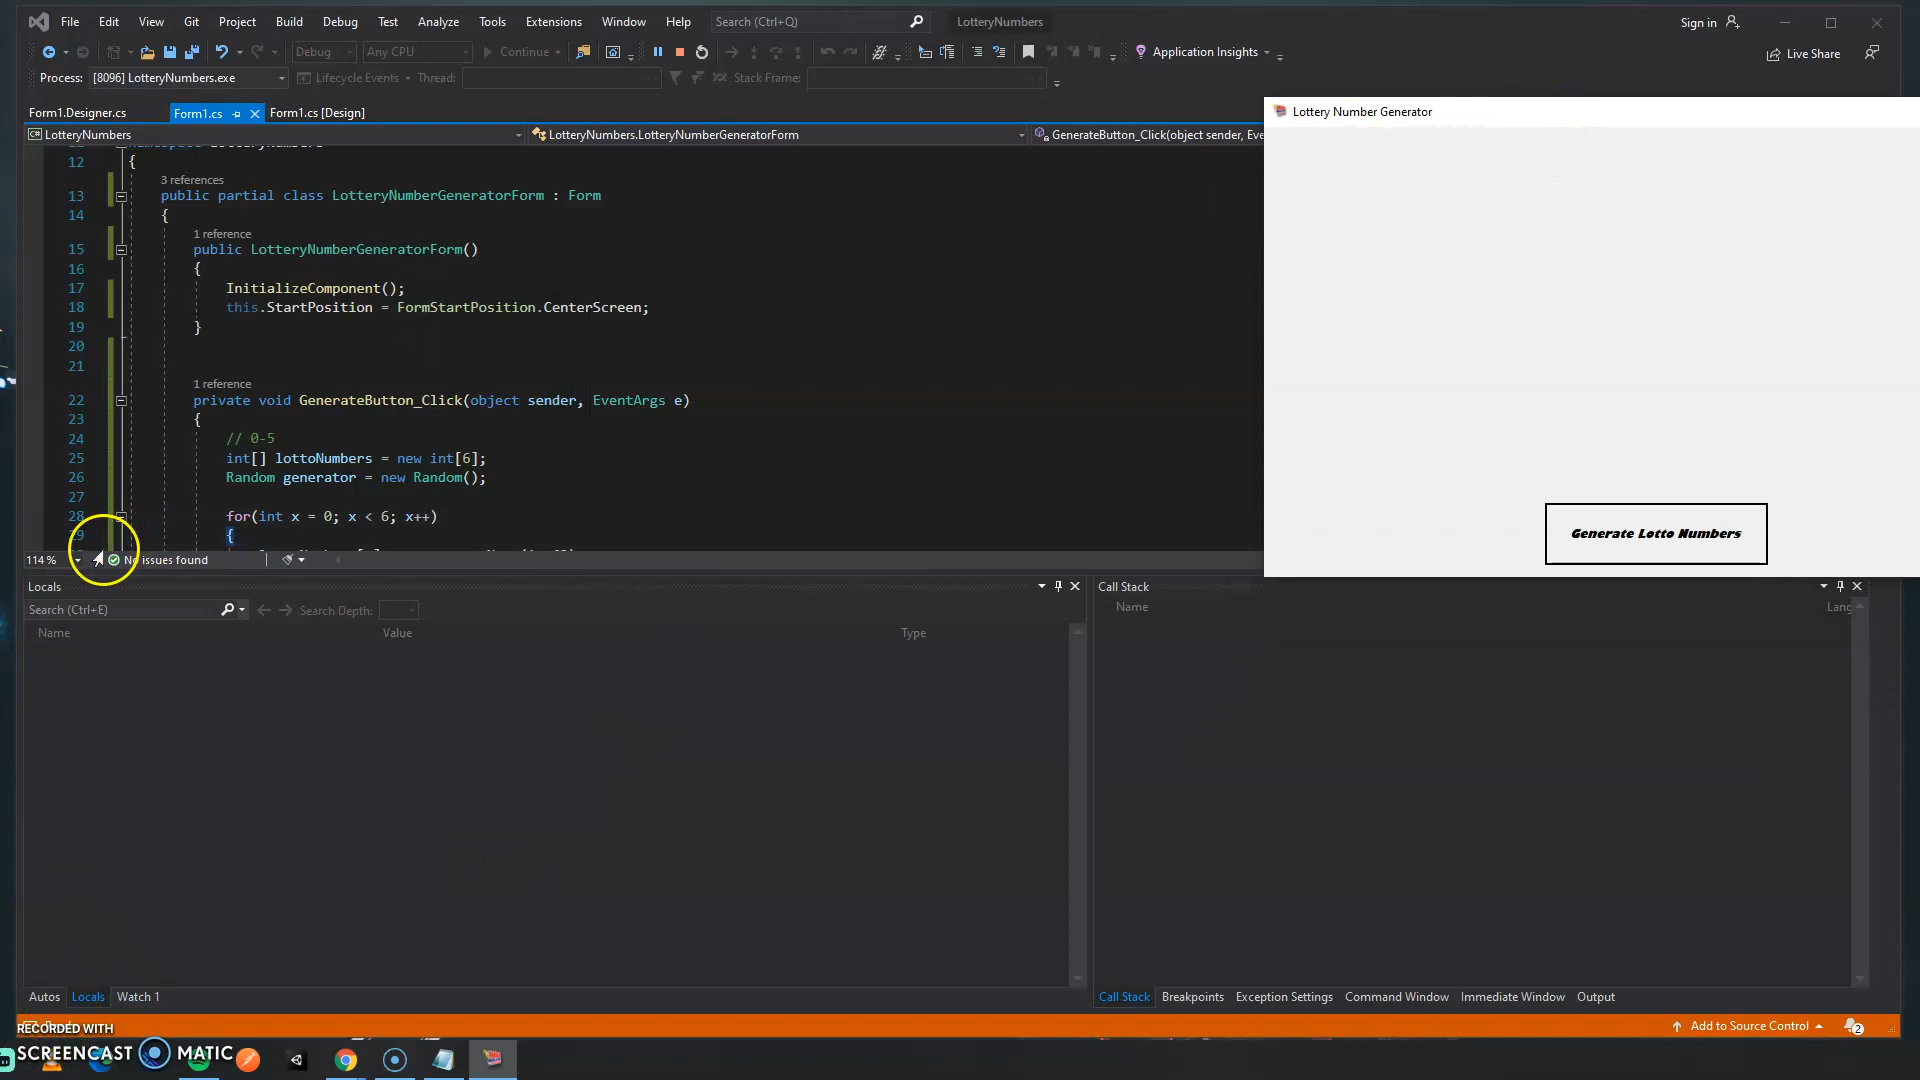 File Edit View Git Project Build Debug Test Analyze Tools Extensions Window Help Search (Ctrl+Q) LotteryNumbers Sign in
Debug Any CPU Continue Application Insights Live Share
Process: [8096] LotteryNumbers.exe Lifecycle Events Thread: Stack Frame:
Form1.Designer.cs Form1.cs Form1.cs [Design]
LotteryNumbers LotteryNumbers.LotteryNumberGeneratorForm GenerateButton_Click(object sender, Eve
12 {
3 references
13 public partial class LotteryNumberGeneratorForm : Form
14 {
1 reference
15 public LotteryNumberGeneratorForm()
16 {
17 InitializeComponent();
18 this.StartPosition = FormStartPosition.CenterScreen;
19 }
20
21
1 reference
22 private void GenerateButton_Click(object sender, EventArgs e)
23 {
24 // 0-5
25 int[] lottoNumbers = new int[6];
26 Random generator = new Random();
27
28 for(int x = 0; x < 6; x++)
29 {
114 % No issues found
Lottery Number Generator
Generate Lotto Numbers
Locals
Search (Ctrl+E) Search Depth:
Name Value Type
Call Stack
Name Lang
Autos Locals Watch 1
Call Stack Breakpoints Exception Settings Command Window Immediate Window Output
Add to Source Control 2
RECORDED WITH
SCREENCAST MATIC